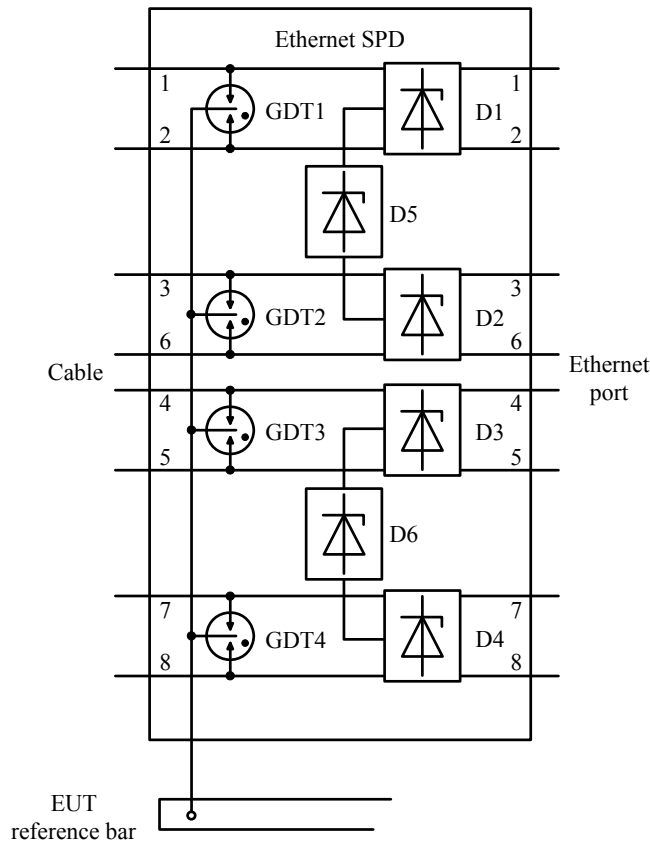 Ethernet SPD
1
GDT1
D1
1
2
2
D5
3
GDT2
D2
3
6
6
Cable
Ethernet
port
4
GDT3
D3
4
5
5
D6
7
GDT4
D4
7
8
8
EUT
reference bar